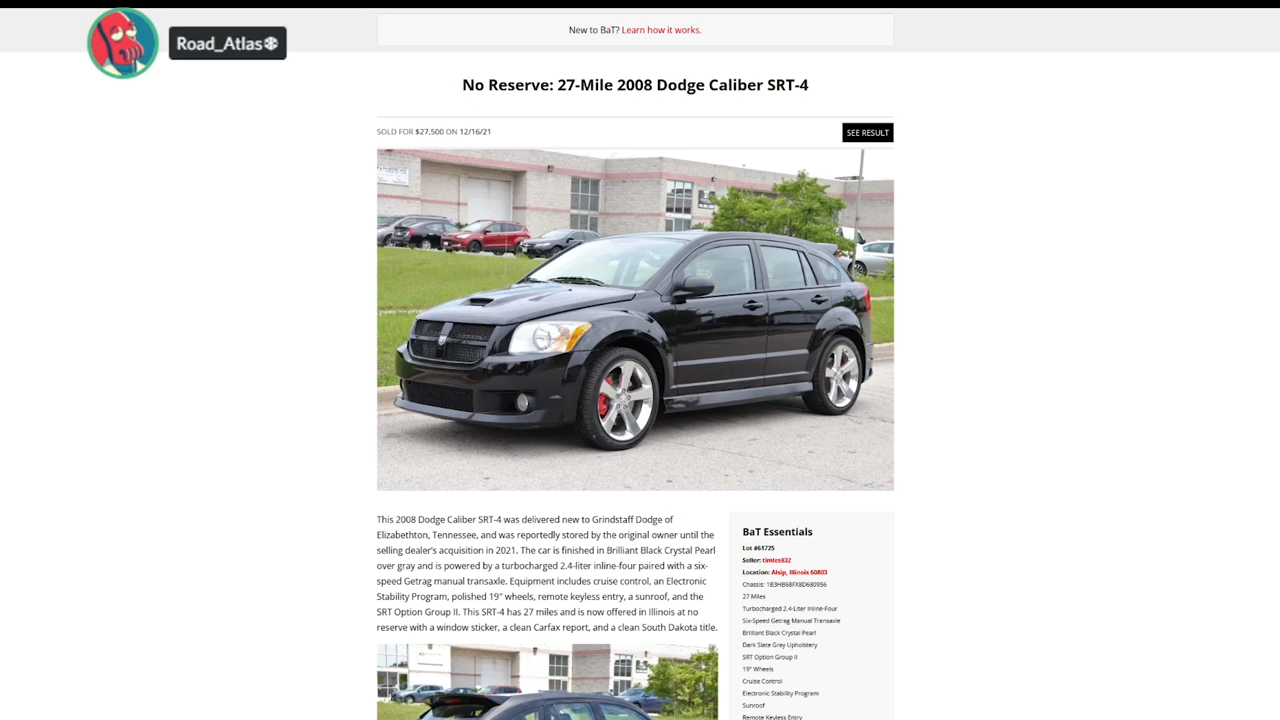 Road_Atlas
New to BaT? Learn how it works.
No Reserve: 27-Mile 2008 Dodge Caliber SRT-4
SOLD FOR $27,500 ON 12/16/21
SEE RESULT
This 2008 Dodge Caliber SRT-4 was delivered new to Grindstaff Dodge of
Elizabethton, Tennessee, and was reportedly stored by the original owner until the
selling dealer's acquisition in 2021. The car is finished in Brilliant Black Crystal Pearl
over gray and is powered by a turbocharged 2.4-liter inline-four paired with a six-
speed Getrag manual transaxle. Equipment includes cruise control, an Electronic
Stability Program, polished 19" wheels, remote keyless entry, a sunroof, and the
SRT Option Group II. This SRT-4 has 27 miles and is now offered in Illinois at no
reserve with a window sticker, a clean Carfax report, and a clean South Dakota title.
BaT Essentials
Lot #61725
Seller: timles832
Location: Alsip, Illinois 60803
Chassis: 1B3HB68FX8D680956
27 Miles
Turbocharged 2.4-Liter Inline-Four
Six-Speed Getrag Manual Transaxle
Brilliant Black Crystal Pearl
Dark Slate Gray Upholstery
SRT Option Group II
19" Wheels
Cruise Control
Electronic Stability Program
Sunroof
Remote Keyless Entry